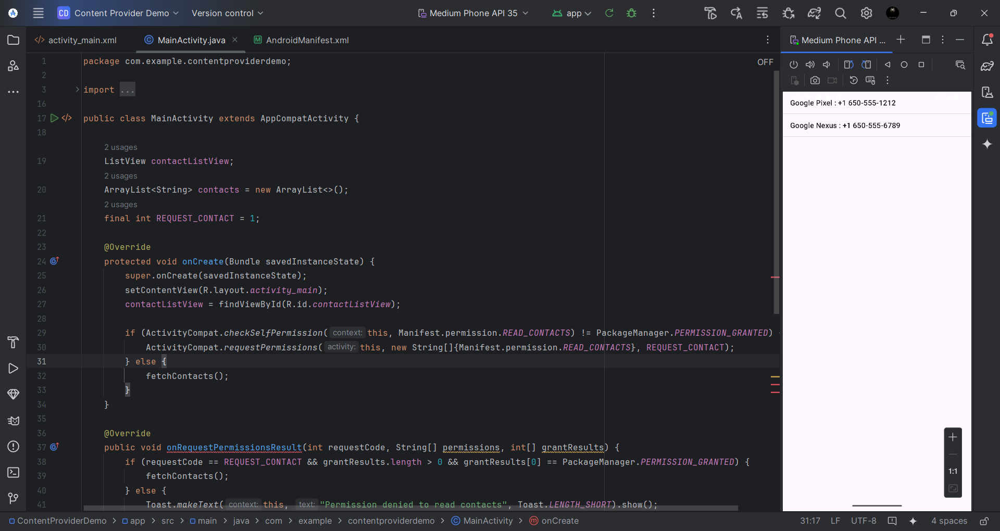 CD Content Provider Demo Version control Medium Phone API 35 app
activity_main.xml MainActivity.java AndroidManifest.xml Medium Phone API ...
OFF
1 package com.example.contentproviderdemo;
2
3 import ...
16
17 public class MainActivity extends AppCompatActivity {
18
2 usages
19 ListView contactListView;
2 usages
20 ArrayList<String> contacts = new ArrayList<>();
2 usages
21 final int REQUEST_CONTACT = 1;
22
23 @Override
24 protected void onCreate(Bundle savedInstanceState) {
25 super.onCreate(savedInstanceState);
26 setContentView(R.layout.activity_main);
27 contactListView = findViewById(R.id.contactListView);
28
29 if (ActivityCompat.checkSelfPermission( context: this, Manifest.permission.READ_CONTACTS) != PackageManager.PERMISSION_GRANTED)
30 ActivityCompat.requestPermissions( activity: this, new String[]{Manifest.permission.READ_CONTACTS}, REQUEST_CONTACT);
31 } else {
32 fetchContacts();
33 }
34 }
35
36 @Override
37 public void onRequestPermissionsResult(int requestCode, String[] permissions, int[] grantResults) {
38 if (requestCode == REQUEST_CONTACT && grantResults.length > 0 && grantResults[0] == PackageManager.PERMISSION_GRANTED) {
39 fetchContacts();
40 } else {
41 Toast.makeText( context: this, text: "Permission denied to read contacts", Toast.LENGTH_SHORT).show();
Google Pixel : +1 650-555-1212
Google Nexus : +1 650-555-6789
1:1
ContentProviderDemo > app > src > main > java > com > example > contentproviderdemo > MainActivity > onCreate
31:17 LF UTF-8 4 spaces